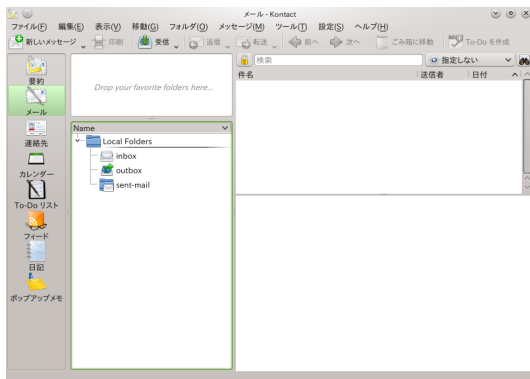 メール - Kontact
ファイル(F) 編集(E) 表示(V) 移動(G) フォルダ(O) メッセージ(M) ツール(T) 設定(S) ヘルプ(H)
新しいメッセージ 印刷 受信 返信 転送 前へ 次へ ごみ箱に移動 To-Do を作成
要約
メール
連絡先
カレンダー
To-Do リスト
フィード
日記
ポップアップメモ
Drop your favorite folders here...
Name
Local Folders
inbox
outbox
sent-mail
検索 指定しない
件名 送信者 日付